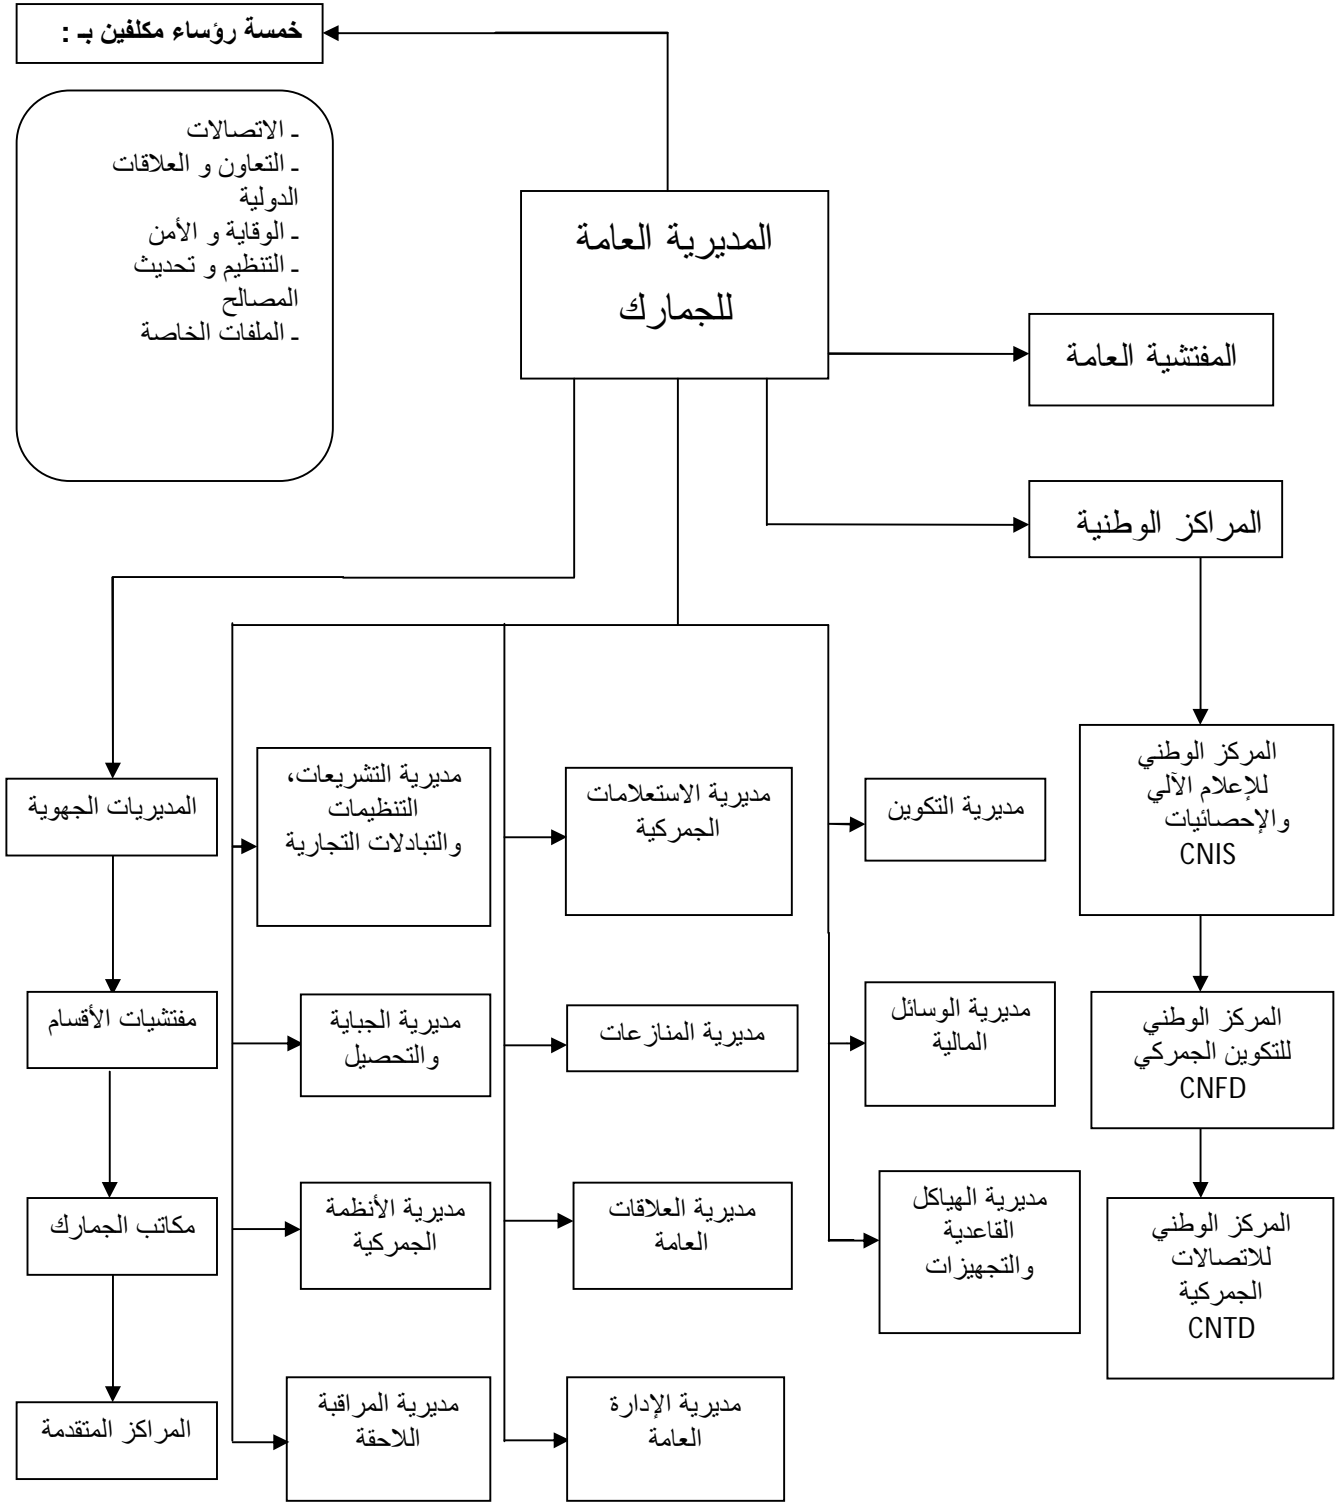 خمسة رؤساء مكلفين بـ :
ـ الاتصالات
ـ التعاون و العلاقات
الدولية
ـ الوقاية و الأمن
ـ التنظيم و تحديث
المصالح
ـ الملفات الخاصة
المديرية العامة
للجمارك
المفتشية العامة
المراكز الوطنية
المركز الوطني
للإعلام الآلي
والإحصائيات
CNIS
المركز الوطني
للتكوين الجمركي
CNFD
المركز الوطني
للاتصالات
الجمركية
CNTD
مديرية التكوين
مديرية الوسائل
المالية
مديرية الهياكل
القاعدية
والتجهيزات
مديرية الاستعلامات
الجمركية
مديرية المنازعات
مديرية العلاقات
العامة
مديرية الإدارة
العامة
مديرية التشريعات،
التنظيمات
والتبادلات التجارية
مديرية الجباية
والتحصيل
مديرية الأنظمة
الجمركية
مديرية المراقبة
اللاحقة
المديريات الجهوية
مفتشيات الأقسام
مكاتب الجمارك
المراكز المتقدمة